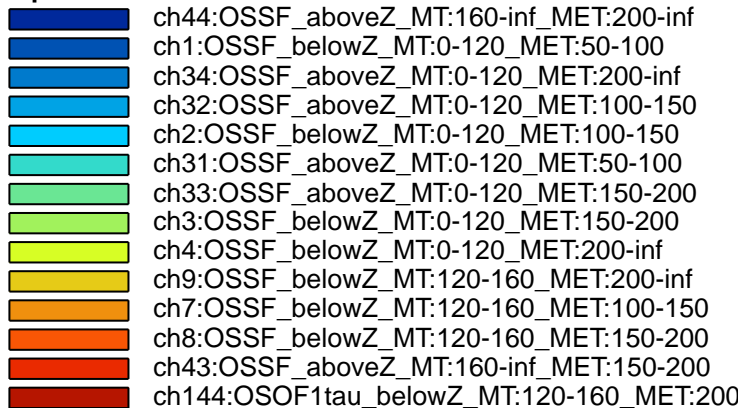 ch44:OSSF_aboveZ_MT:160-inf_MET:200-inf
ch1:OSSF_belowZ_MT:0-120_MET:50-100
ch34:OSSF_aboveZ_MT:0-120_MET:200-inf
ch32:OSSF_aboveZ_MT:0-120_MET:100-150
ch2:OSSF_belowZ_MT:0-120_MET:100-150
ch31:OSSF_aboveZ_MT:0-120_MET:50-100
ch33:OSSF_aboveZ_MT:0-120_MET:150-200
ch3:OSSF_belowZ_MT:0-120_MET:150-200
ch4:OSSF_belowZ_MT:0-120_MET:200-inf
ch9:OSSF_belowZ_MT:120-160_MET:200-inf
ch7:OSSF_belowZ_MT:120-160_MET:100-150
ch8:OSSF_belowZ_MT:120-160_MET:150-200
ch43:OSSF_aboveZ_MT:160-inf_MET:150-200
ch144:OSOF1tau_belowZ_MT:120-160_MET:200